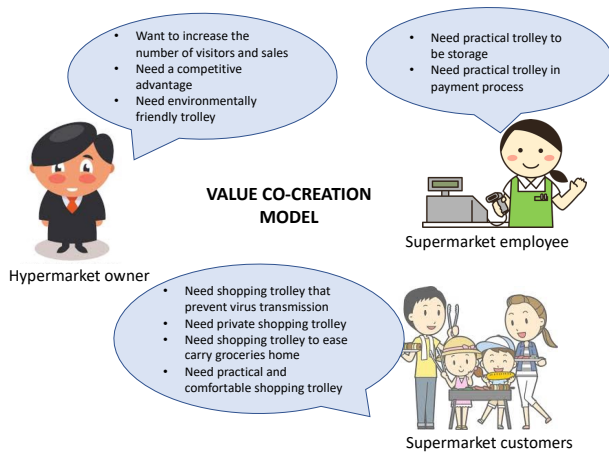 • Want to increase the
number of visitors and sales
• Need a competitive
advantage
• Need environmentally
friendly trolley
• Need practical trolley to
be storage
• Need practical trolley in
payment process
VALUE CO-CREATION
MODEL
Hypermarket owner
Supermarket employee
• Need shopping trolley that
prevent virus transmission
• Need private shopping trolley
• Need shopping trolley to ease
carry groceries home
• Need practical and
comfortable shopping trolley
Supermarket customers